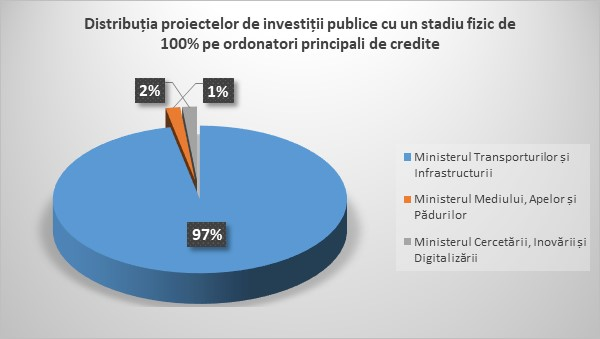 Distribuția proiectelor de investiții publice cu un stadiu fizic de
100% pe ordonatori principali de credite
2%
1%
97%
Ministerul Transporturilor și
Infrastructurii
Ministerul Mediului, Apelor și
Pădurilor
Ministerul Cercetării, Inovării și
Digitalizării